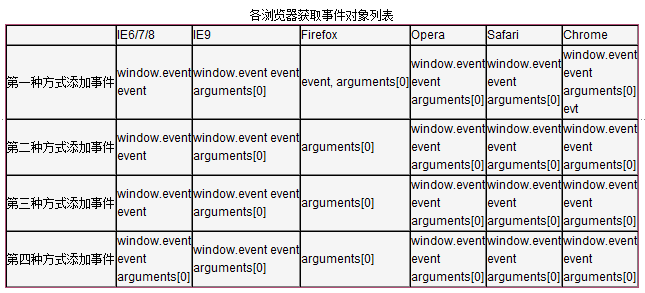 各浏览器获取事件对象列表
IE6/7/8 IE9 Firefox Opera Safari Chrome
第一种方式添加事件
window.event
event
window.event event
arguments[0]
event, arguments[0]
window.event
event
arguments[0]
window.event
event
arguments[0]
window.event
event
arguments[0]
evt
第二种方式添加事件
window.event
event
window.event event
arguments[0]
arguments[0]
window.event
event
arguments[0]
window.event
event
arguments[0]
window.event
event
arguments[0]
第三种方式添加事件
window.event
event
window.event event
arguments[0]
arguments[0]
window.event
event
arguments[0]
window.event
event
arguments[0]
window.event
event
arguments[0]
第四种方式添加事件
window.event
event
arguments[0]
window.event event
arguments[0]
arguments[0]
window.event
event
arguments[0]
window.event
event
arguments[0]
window.event
event
arguments[0]